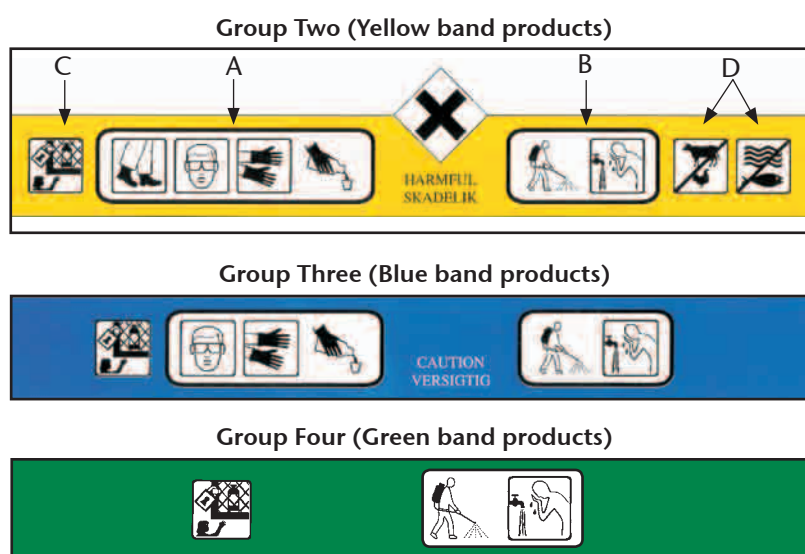 Group Two (Yellow band products)
C A B D
HARMFUL
SKADELIK
Group Three (Blue band products)
CAUTION
VERSIGTIG
Group Four (Green band products)